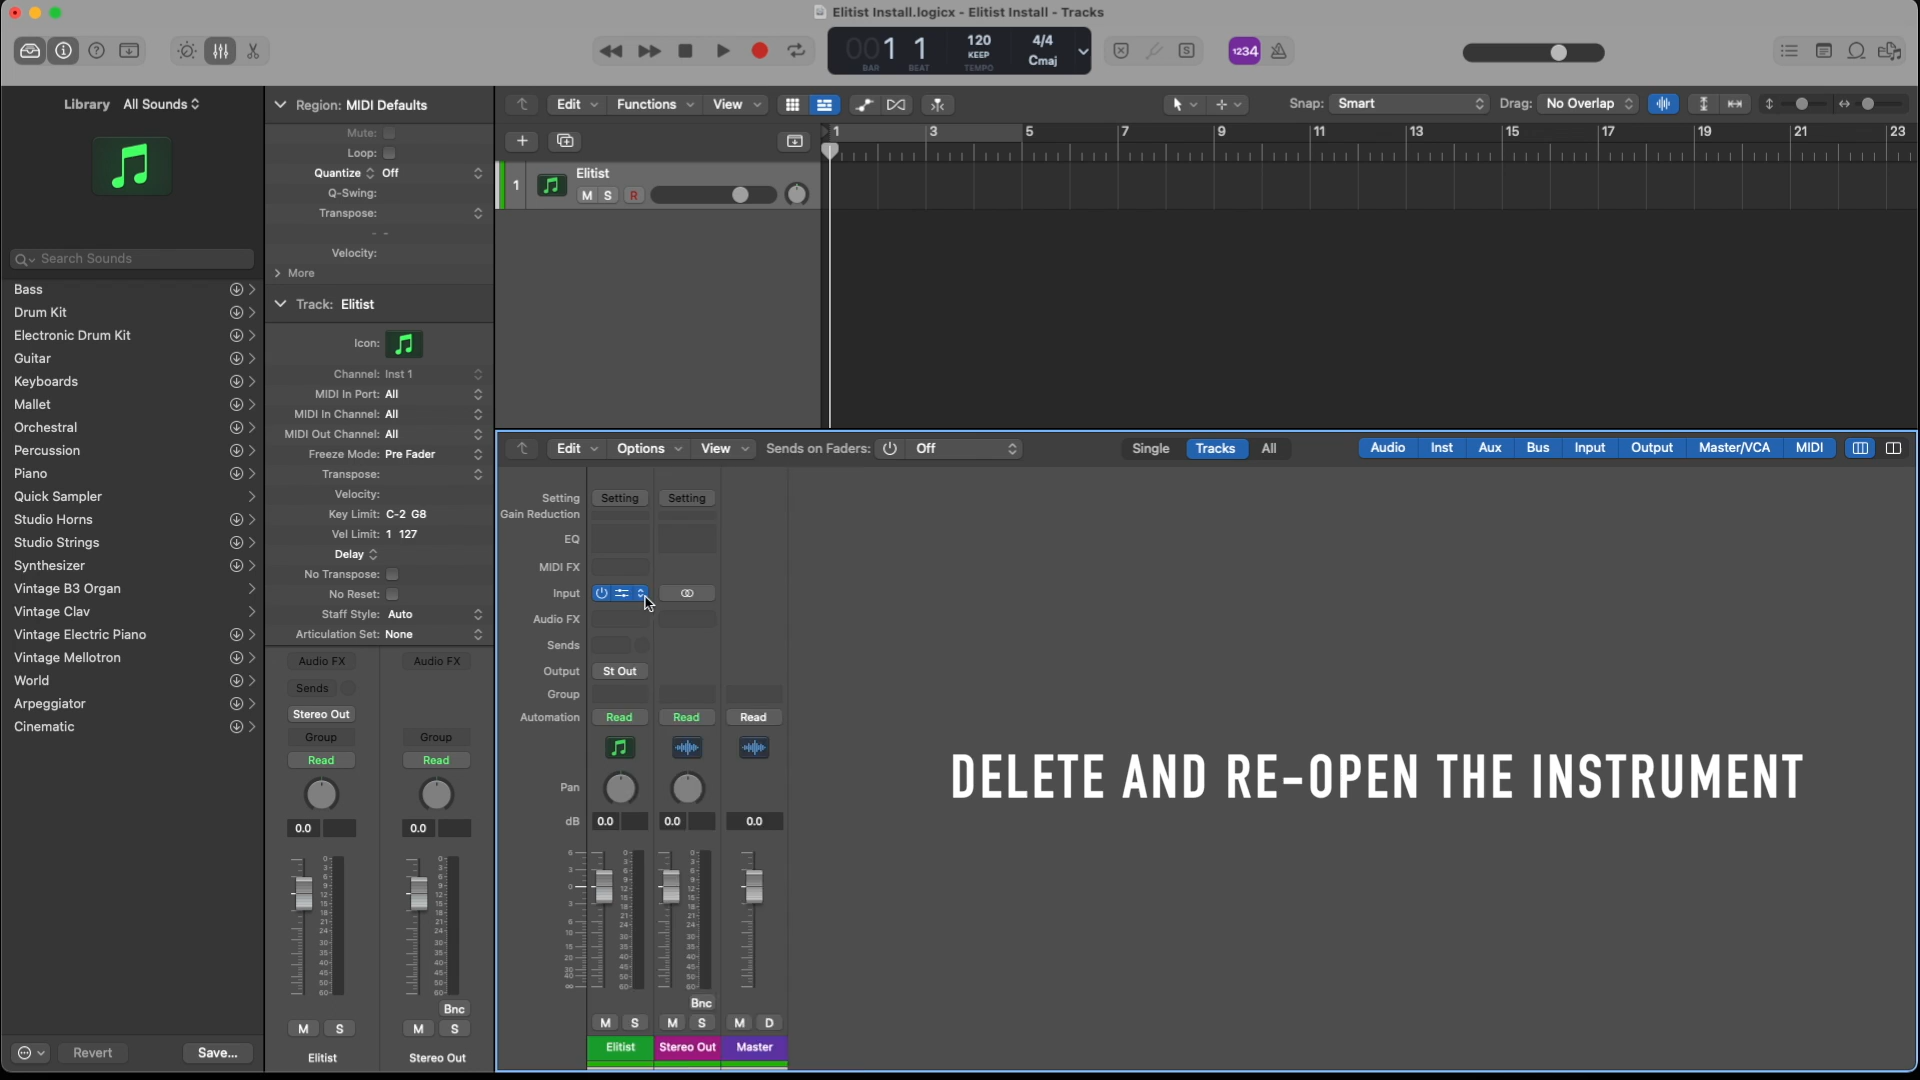 Elitist Install.logicx - Elitist Install - Tracks
001 1
BAR BEAT
120
KEEP
TEMPO
4/4
Cmaj
S
1234
Library All Sounds
Search Sounds
Bass
Drum Kit
Electronic Drum Kit
Guitar
Keyboards
Mallet
Orchestral
Percussion
Piano
Quick Sampler
Studio Horns
Studio Strings
Synthesizer
Vintage B3 Organ
Vintage Clav
Vintage Electric Piano
Vintage Mellotron
World
Arpeggiator
Cinematic
Revert
Save...
Region: MIDI Defaults
Mute:
Loop:
Quantize Off
Q-Swing:
Transpose:
- -
Velocity:
More
Track: Elitist
Icon:
Channel: Inst 1
MIDI In Port: All
MIDI In Channel: All
MIDI Out Channel: All
Freeze Mode: Pre Fader
Transpose:
Velocity:
Key Limit: C-2 G8
Vel Limit: 1 127
Delay
No Transpose:
No Reset:
Staff Style: Auto
Articulation Set: None
Audio FX Audio FX
Sends
Stereo Out
Group Group
Read Read
0.0 0.0
Bnc
M S M S
Elitist Stereo Out
Edit Functions View
Snap: Smart
Drag: No Overlap
1 3 5 7 9 11 13 15 17 19 21 23
1 Elitist
M S R
Edit Options View Sends on Faders: Off
Single Tracks All
Audio Inst Aux Bus Input Output Master/VCA MIDI
Setting Setting Setting
Gain Reduction
EQ
MIDI FX
Input
Audio FX
Sends
Output St Out
Group
Automation Read Read Read
Pan
dB 0.0 0.0 0.0
Bnc
M S M S M D
Elitist Stereo Out Master
DELETE AND RE-OPEN THE INSTRUMENT